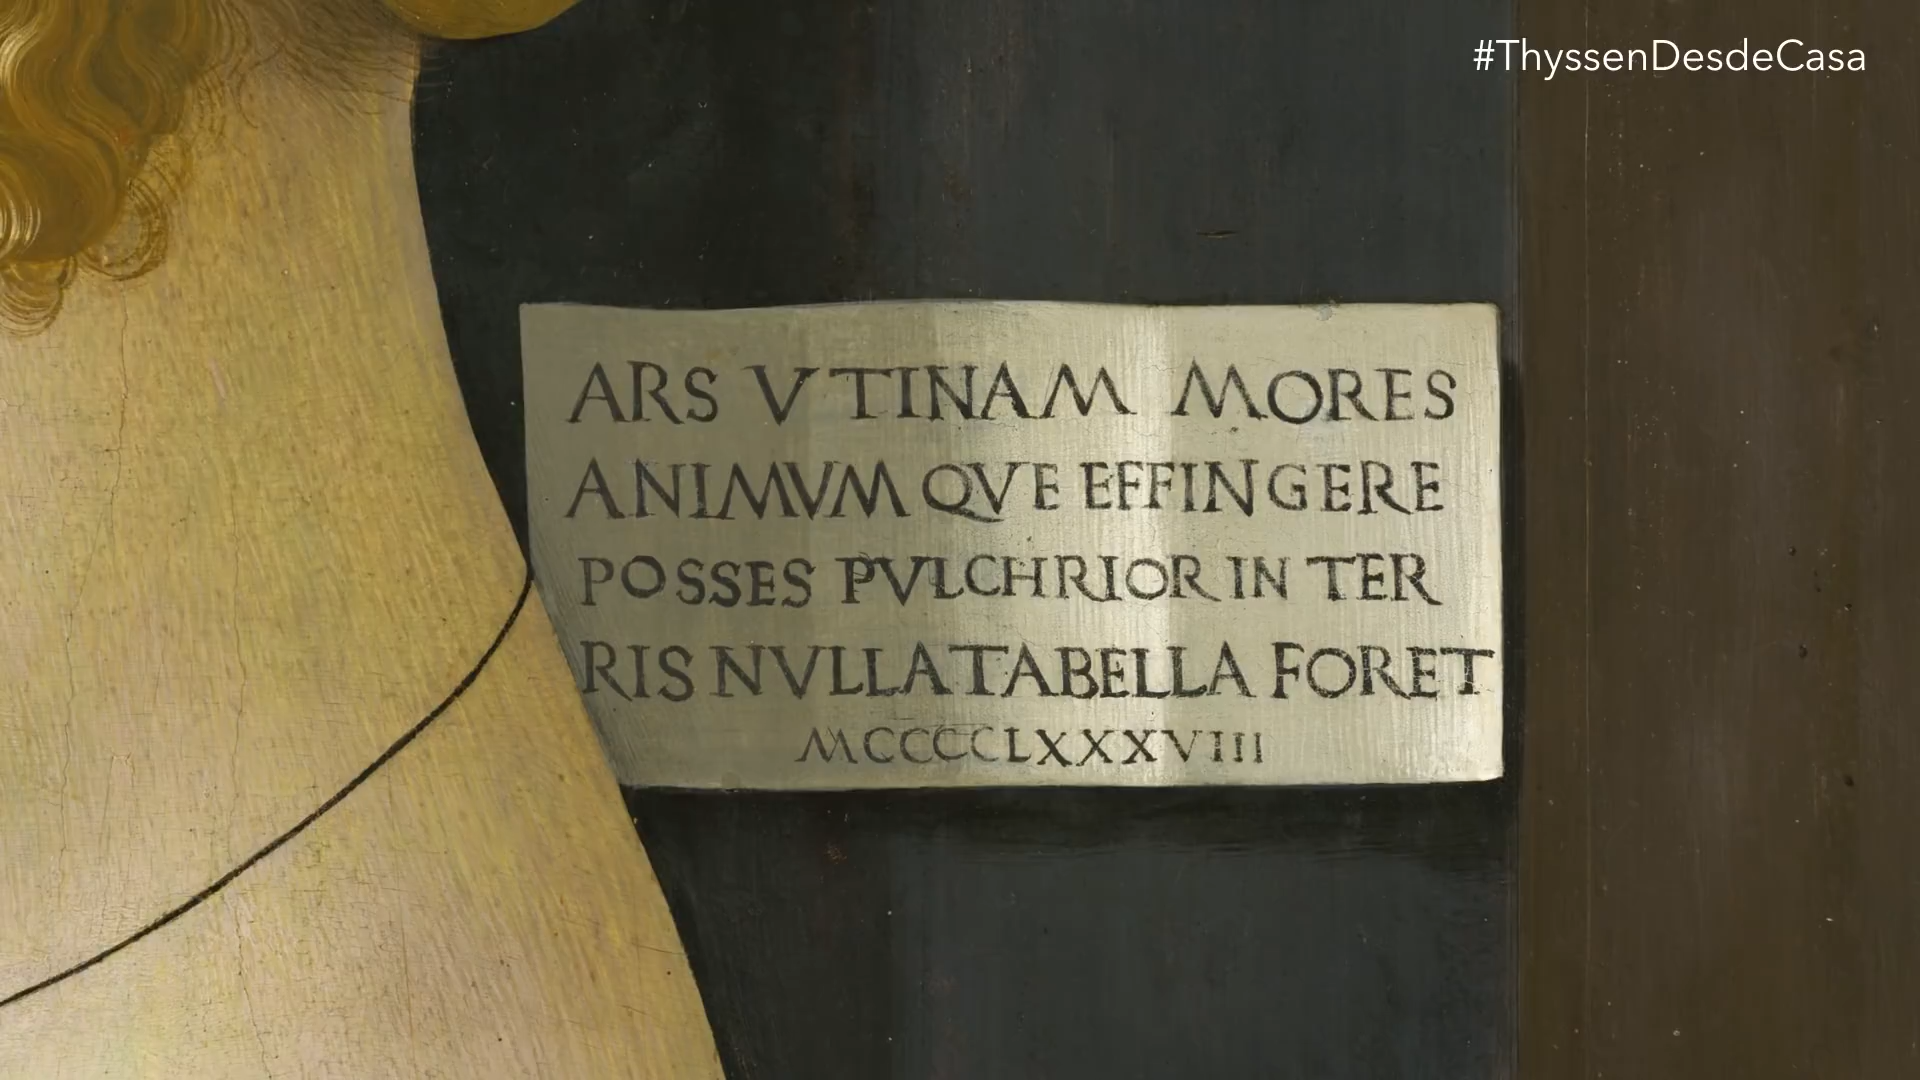 #ThyssenDesdeCasa
ARS VTINAM MORES
ANIMVM QVE EFFINGERE
POSSES PVLCHRIOR IN TER
RIS NVLLA TABELLA FORET
MCCCCLXXXVIII